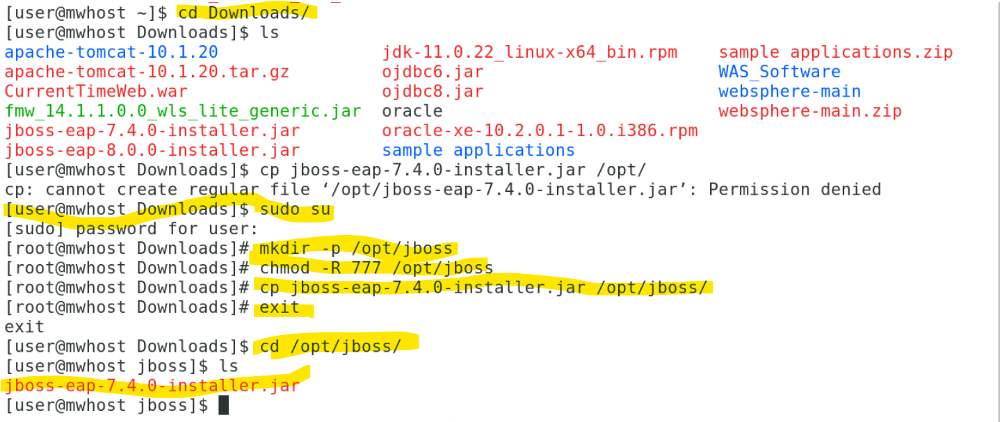 [user@mwhost ~]$ cd Downloads/
[user@mwhost Downloads]$ ls
apache-tomcat-10.1.20 jdk-11.0.22_linux-x64_bin.rpm sample applications.zip
apache-tomcat-10.1.20.tar.gz ojdbc6.jar WAS_Software
CurrentTimeWeb.war ojdbc8.jar websphere-main
fmw_14.1.1.0.0_wls_lite_generic.jar oracle websphere-main.zip
jboss-eap-7.4.0-installer.jar oracle-xe-10.2.0.1-1.0.i386.rpm
jboss-eap-8.0.0-installer.jar sample applications
[user@mwhost Downloads]$ cp jboss-eap-7.4.0-installer.jar /opt/
cp: cannot create regular file ‘/opt/jboss-eap-7.4.0-installer.jar’: Permission denied
[user@mwhost Downloads]$ sudo su
[sudo] password for user:
[root@mwhost Downloads]# mkdir -p /opt/jboss
[root@mwhost Downloads]# chmod -R 777 /opt/jboss
[root@mwhost Downloads]# cp jboss-eap-7.4.0-installer.jar /opt/jboss/
[root@mwhost Downloads]# exit
exit
[user@mwhost Downloads]$ cd /opt/jboss/
[user@mwhost jboss]$ ls
jboss-eap-7.4.0-installer.jar
[user@mwhost jboss]$